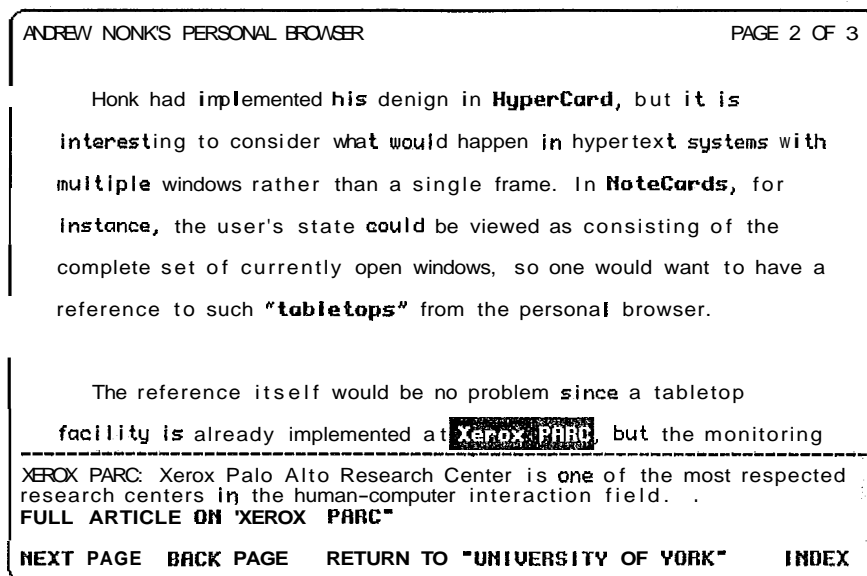 ANDREW NONK'S PERSONAL BROWSER PAGE 2 OF 3
Honk had implemented his denign in HyperCard, but it is
interesting to consider what would happen in hypertext systems with
multiple windows rather than a single frame. In NoteCards, for
instance, the user's state could be viewed as consisting of the
complete set of currently open windows, so one would want to have a
reference to such "tabletops" from the personal browser.
The reference itself would be no problem since a tabletop
facility is already implemented at Xerox PARC, but the monitoring
XEROX PARC: Xerox Palo Alto Research Center is one of the most respected
research centers in the human-computer interaction field. .
FULL ARTICLE ON 'XEROX PARC"
NEXT PAGE BACK PAGE RETURN TO "UNIVERSITY OF YORK" INDEX